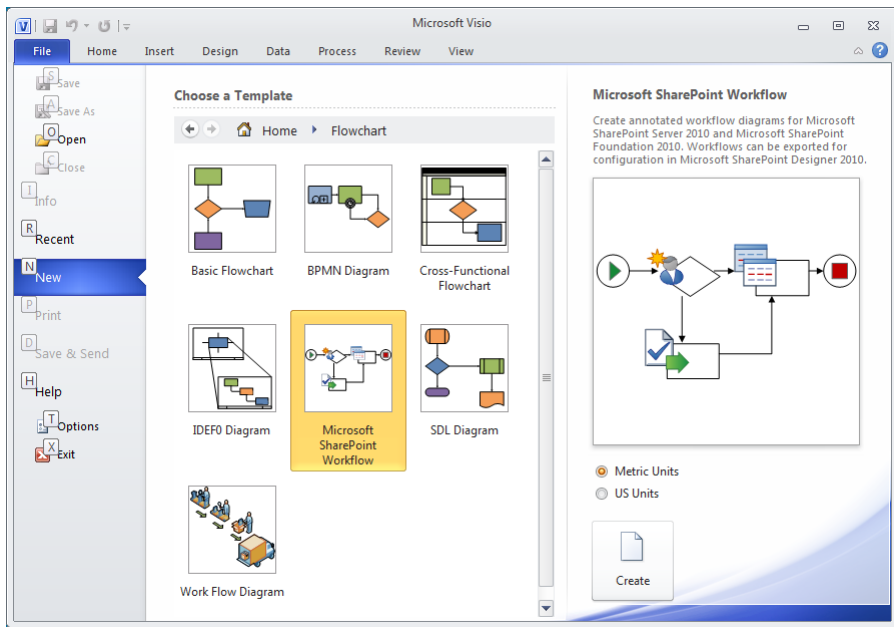 Microsoft Visio
File Home Insert Design Data Process Review View
S
Save
A
Save As
O
Open
C
Close
I
Info
R
Recent
N
New
P
Print
D
Save & Send
H
Help
T
Options
X
Exit
Choose a Template
Home Flowchart
Basic Flowchart
BPMN Diagram
Cross-Functional
Flowchart
IDEF0 Diagram
Microsoft
SharePoint
Workflow
SDL Diagram
Work Flow Diagram
Microsoft SharePoint Workflow
Create annotated workflow diagrams for Microsoft
SharePoint Server 2010 and Microsoft SharePoint
Foundation 2010. Workflows can be exported for
configuration in Microsoft SharePoint Designer 2010.
Metric Units
US Units
Create